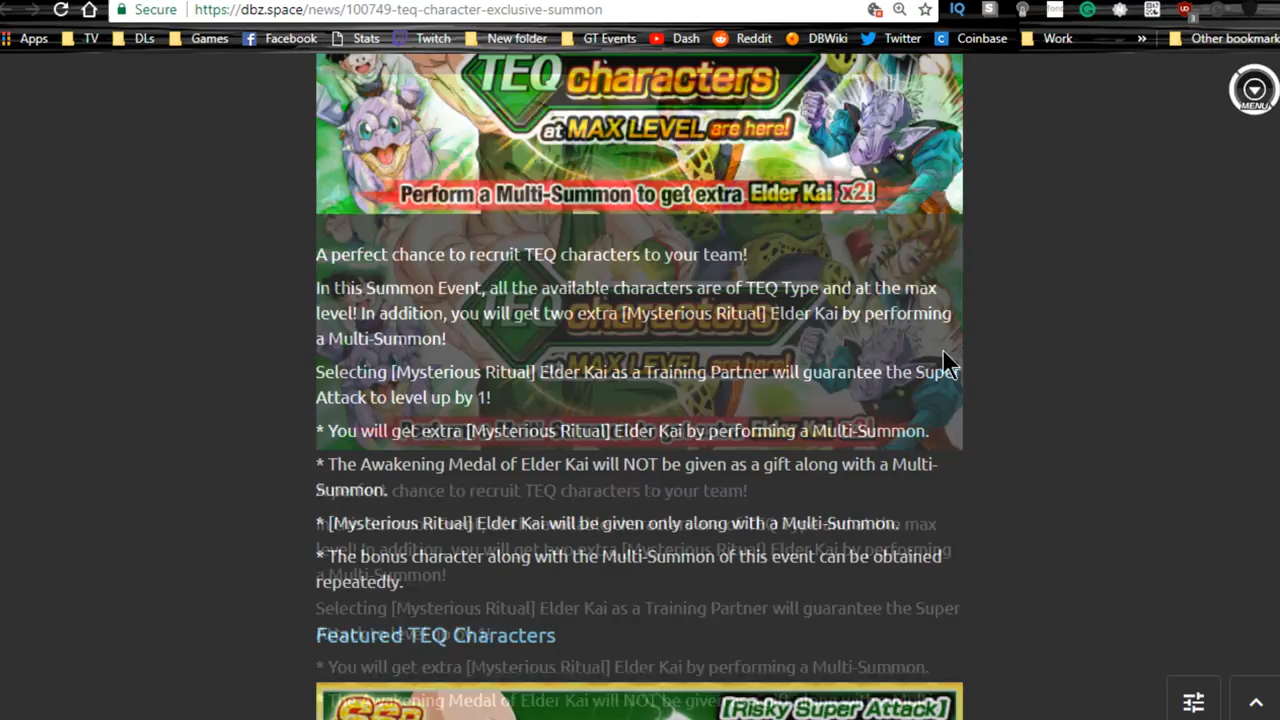 Secure https://dbz.space/news/100749-teq-character-exclusive-summon
Apps TV DLs Games Facebook Stats Twitch New folder GT Events Dash Reddit DBWiki Twitter Coinbase Work » Other bookmark
TEQ characters
at MAX LEVEL are here!
Perform a Multi-Summon to get extra Elder Kai x2!
MENU
A perfect chance to recruit TEQ characters to your team!
In this Summon Event, all the available characters are of TEQ Type and at the max
level! In addition, you will get two extra [Mysterious Ritual] Elder Kai by performing
a Multi-Summon!
Selecting [Mysterious Ritual] Elder Kai as a Training Partner will guarantee the Super
Attack to level up by 1!
* You will get extra [Mysterious Ritual] Elder Kai by performing a Multi-Summon.
* The Awakening Medal of Elder Kai will NOT be given as a gift along with a Multi-
Summon.
* [Mysterious Ritual] Elder Kai will be given only along with a Multi-Summon.
* The bonus character along with the Multi-Summon of this event can be obtained
repeatedly.
Featured TEQ Characters
SSR
[Risky Super Attack]